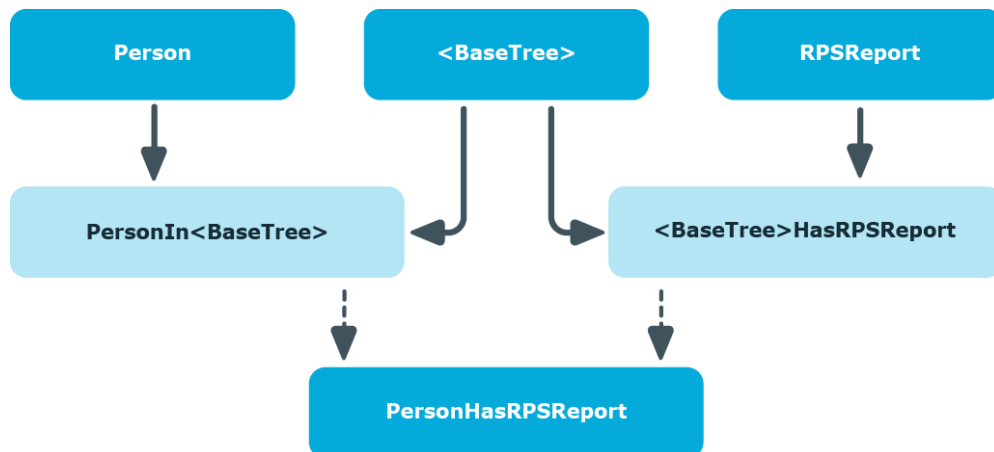 Person
<BaseTree>
RPSReport
PersonIn<BaseTree>
<BaseTree>HasRPSReport
PersonHasRPSReport